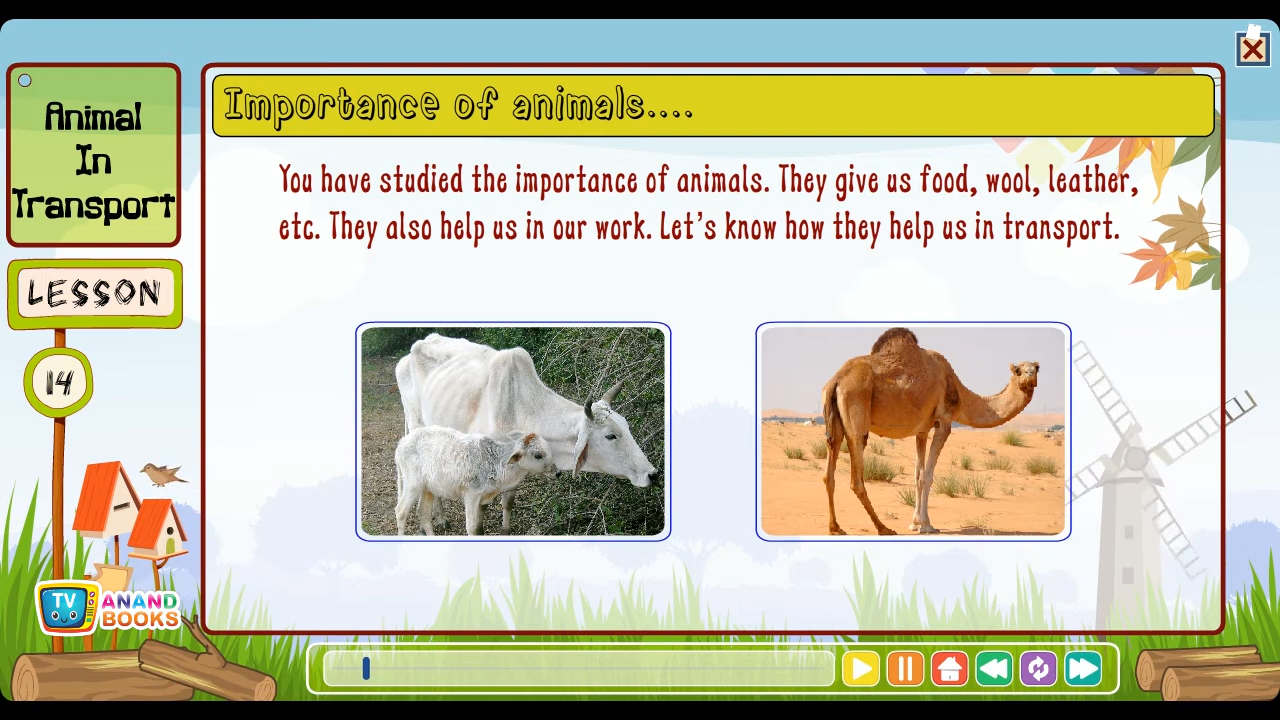 Animal
In
Transport
LESSON
14
Importance of animals....
You have studied the importance of animals. They give us food, wool, leather,
etc. They also help us in our work. Let's know how they help us in transport.
TV
ANAND
BOOKS